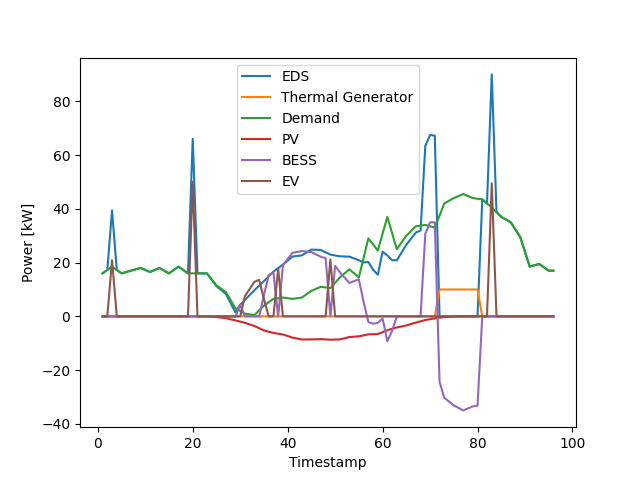 EDS
Thermal Generator
Demand
PV
BESS
EV
Power [kW]
80
60
40
20
0
−20
−40
0 20 40 60 80 100
Timestamp